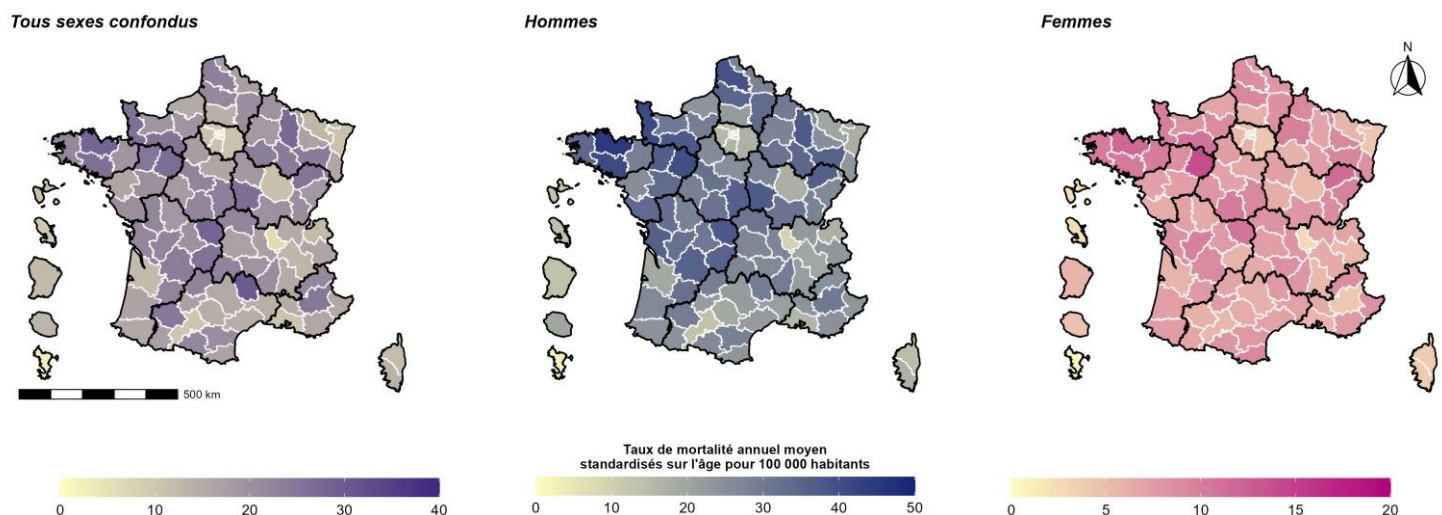 Tous sexes confondus
Hommes
Femmes
N
500 km
Taux de mortalité annuel moyen
standardisés sur l'âge pour 100 000 habitants
0 10 20 30 40
0 10 20 30 40 50
0 5 10 15 20